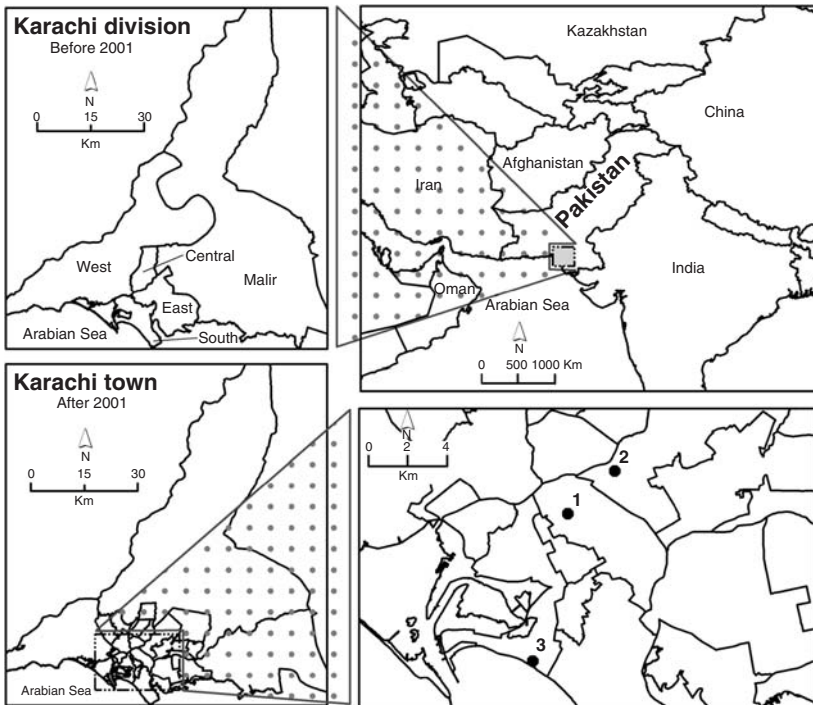 Karachi division
Before 2001
N
0 15 30
Km
West
Central
Malir
East
Arabian Sea
South
Kazakhstan
China
Afghanistan
Iran
Pakistan
India
Oman
Arabian Sea
N
0 500 1000 Km
Karachi town
After 2001
N
0 15 30
Km
Arabian Sea
N
0 2 4
Km
2
1
3